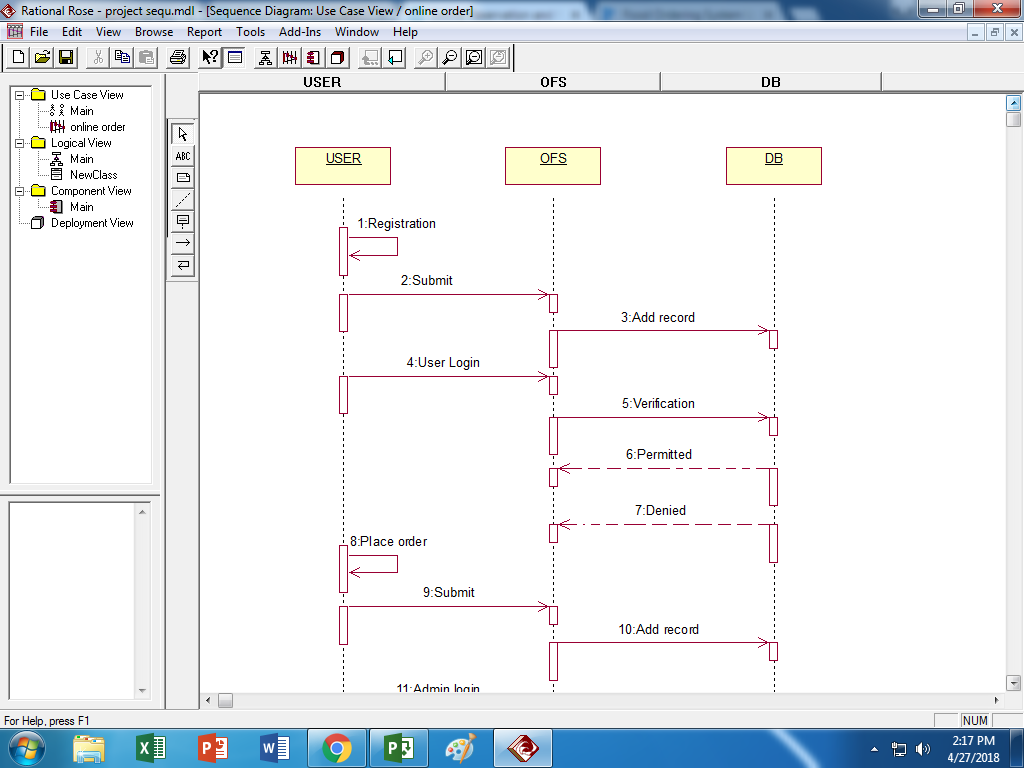 Rational Rose - project sequ.mdl - [Sequence Diagram: Use Case View / online order]
File Edit View Browse Report Tools Add-Ins Window Help
USER OFS DB
Use Case View
Main
online order
Logical View
Main
NewClass
Component View
Main
Deployment View
ABC
USER OFS DB
1:Registration
2:Submit
3:Add record
4:User Login
5:Verification
6:Permitted
7:Denied
8:Place order
9:Submit
10:Add record
11:Admin login
For Help, press F1
NUM
2:17 PM
4/27/2018